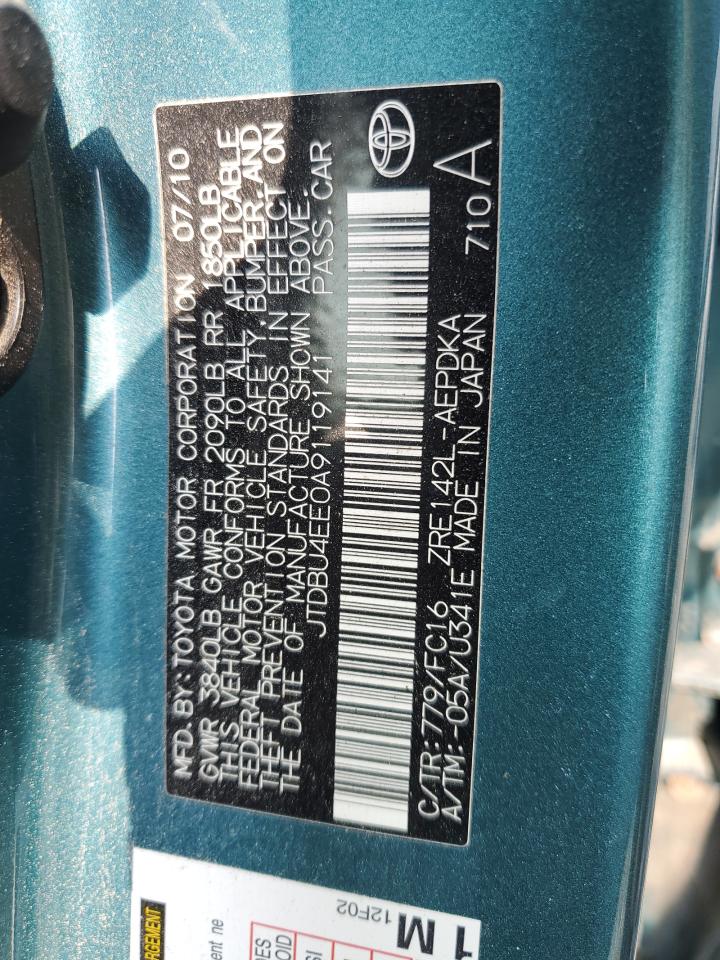 MFD. BY: TOYOTA MOTOR CORPORATION 07/10
GVWR 3840LB GAWR FR 2090LB RR 1850LB
THIS VEHICLE CONFORMS TO ALL APPLICABLE
FEDERAL MOTOR VEHICLE SAFETY,BUMPER,AND
THEFT PREVENTION STANDARDS IN EFFECT ON
THE DATE OF MANUFACTURE SHOWN ABOVE.
JTDBU4EE0A9119141 PASS.CAR
C/TR:779/FC16 ZRE142L-AEPDKA
A/TM:-05A/U341E MADE IN JAPAN 710 A
12F02